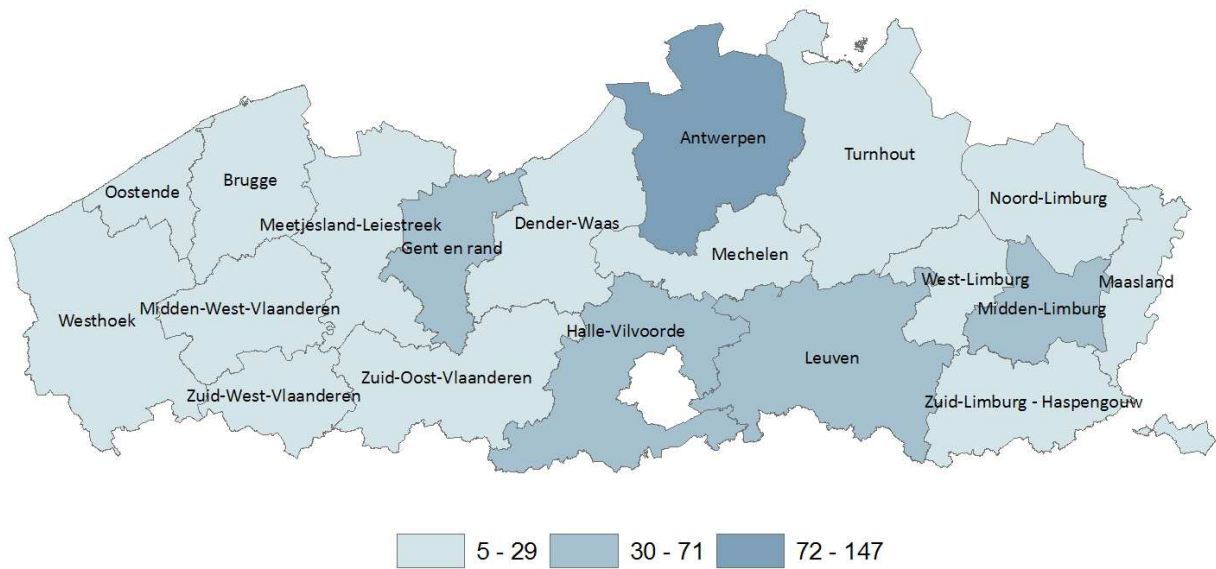 Antwerpen
Turnhout
Brugge
Oostende
Noord-Limburg
Meetjesland-Leiestreek
Dender-Waas
Gent en rand
Mechelen
West-Limburg
Maasland
Midden-West-Vlaanderen
Midden-Limburg
Westhoek
Halle-Vilvoorde
Leuven
Zuid-Oost-Vlaanderen
Zuid-West-Vlaanderen
Zuid-Limburg - Haspengouw
5 - 29 30 - 71 72 - 147